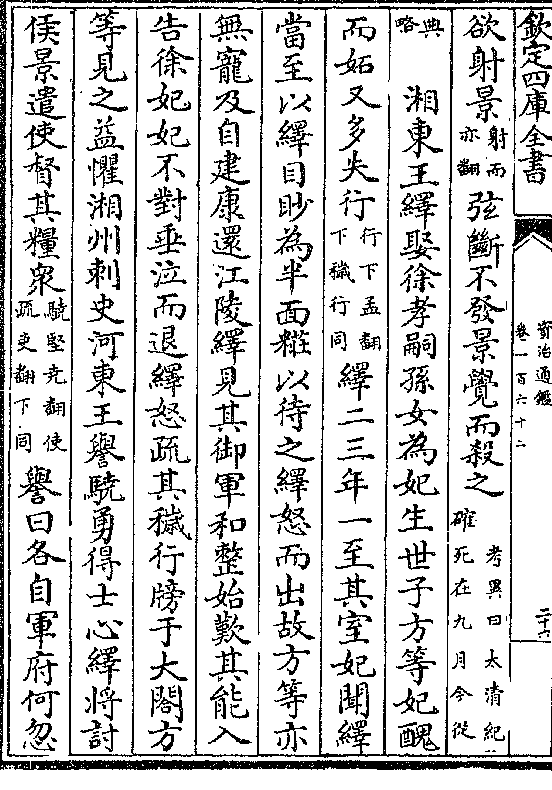 欽定四庫全書
資治通鑑
卷一百六十二
二十六
欲射景射而亦翻弦斷不發景覺而殺之考異曰太清紀確死在九月今從
典略湘東王繹娶徐孝嗣孫女為妃生世子方等妃醜
而妬又多失行行下孟翻下穢行同繹二三年一至其室妃聞繹
當至以繹目眇為半面粧以待之繹怒而出故方等亦
無寵及自建康還江陵繹見其御軍和整始歎其能入
告徐妃妃不對垂泣而退繹怒疏其穢行牓于大閤方
等見之益懼湘州刺史河東王譽驍勇得士心繹將討
侯景遣使督其糧衆驍堅堯翻使疏吏翻下同譽曰各自軍府何忽